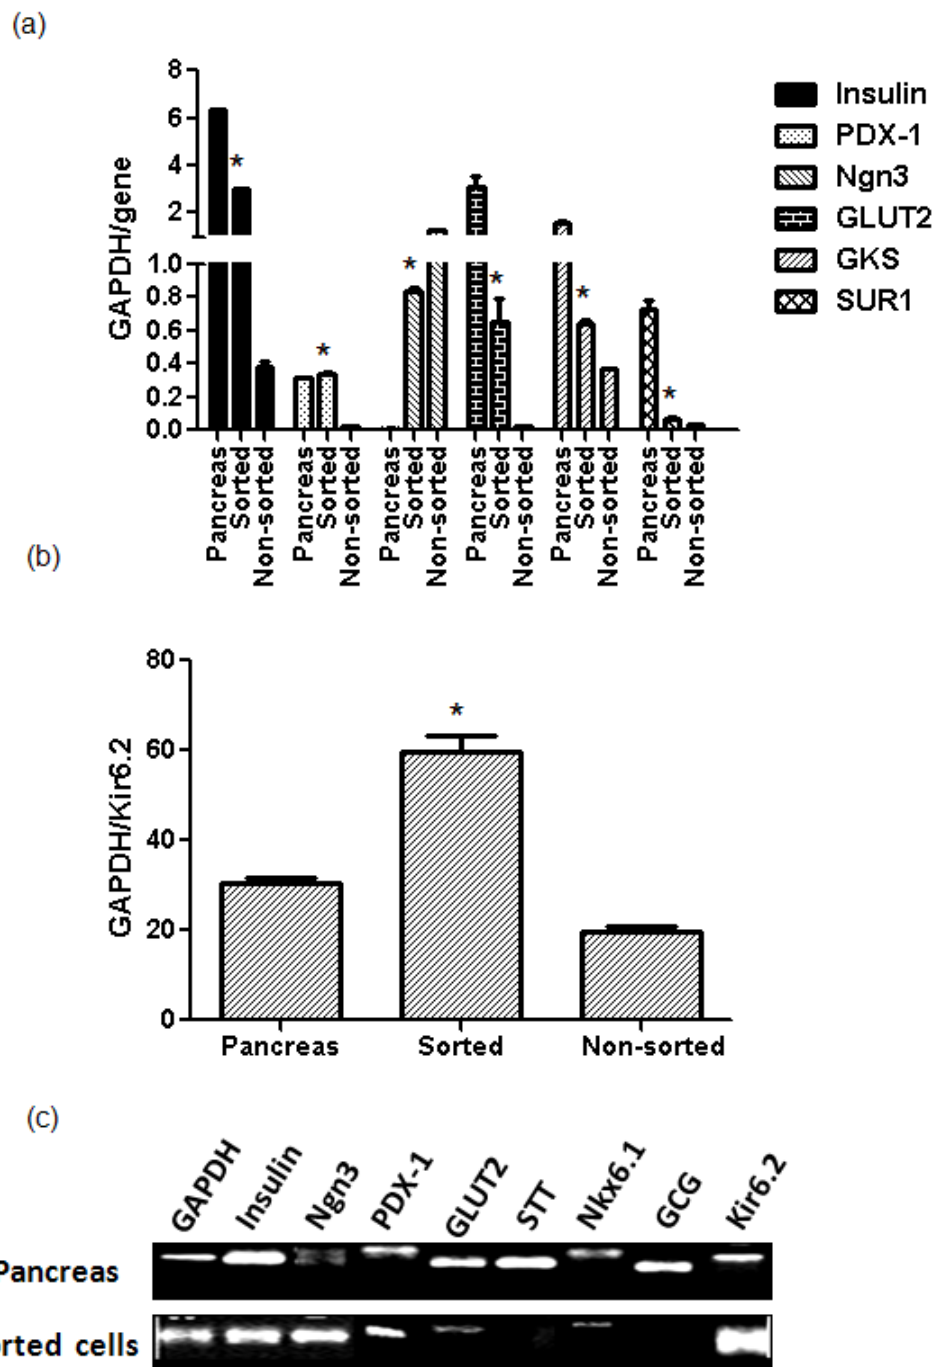 (a)
8
6
4
2
1.0
0.8
0.6
0.4
0.2
0.0
GAPDH/gene
*
*
*
*
*
*
Insulin
PDX-1
Ngn3
GLUT2
GKS
SUR1
Pancreas
Sorted
Non-sorted
Pancreas
Sorted
Non-sorted
Pancreas
Sorted
Non-sorted
Pancreas
Sorted
Non-sorted
Pancreas
Sorted
Non-sorted
Pancreas
Sorted
Non-sorted
(b)
80
60
40
20
0
GAPDH/Kir6.2
*
Pancreas Sorted Non-sorted
(c)
GAPDH Insulin Ngn3 PDX-1 GLUT2 STT Nkx6.1 GCG Kir6.2
Pancreas
orted cells